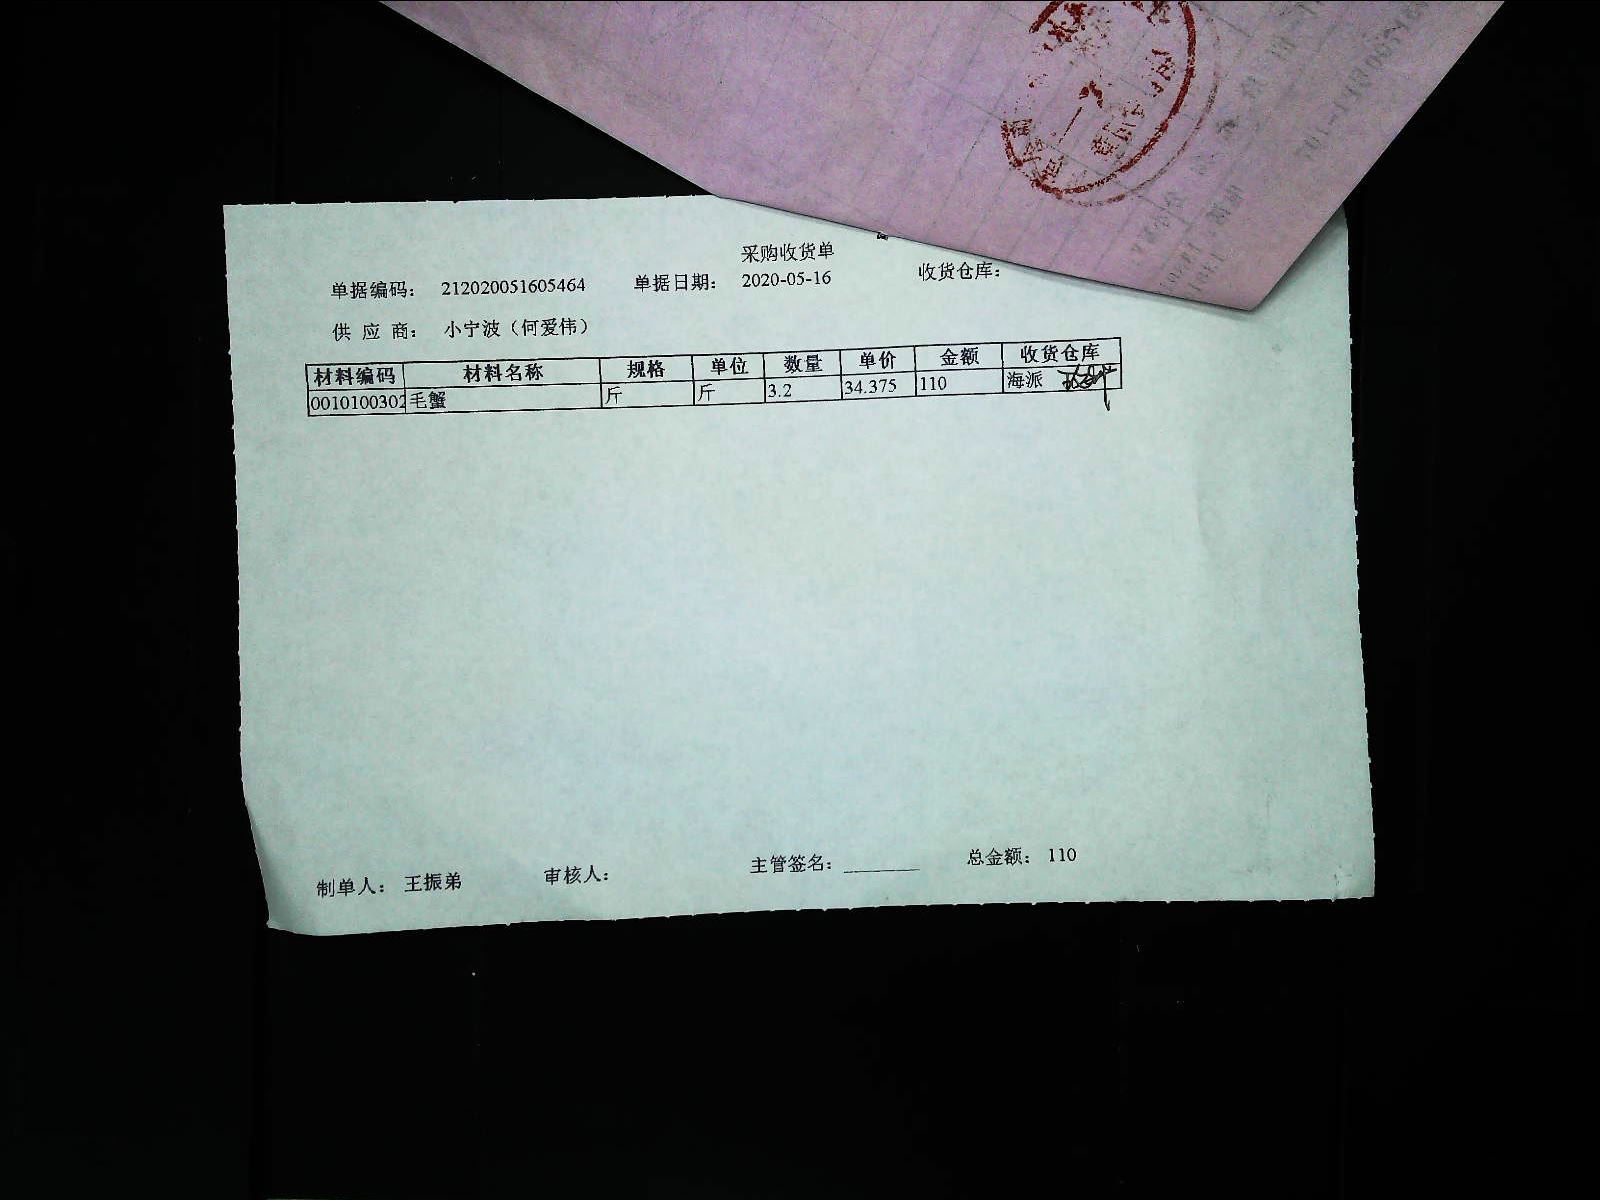 采购收货单
单据编码： 212020051605464 单据日期： 2020-05-16 收货仓库：
供 应 商： 小宁波（何爱伟）
材料编码 材料名称 规格 单位 数量 单价 金额 收货仓库
0010100302 毛蟹 斤 斤 3.2 34.375 110 海派
制单人： 王振弟 审核人： 主管签名： 总金额： 110